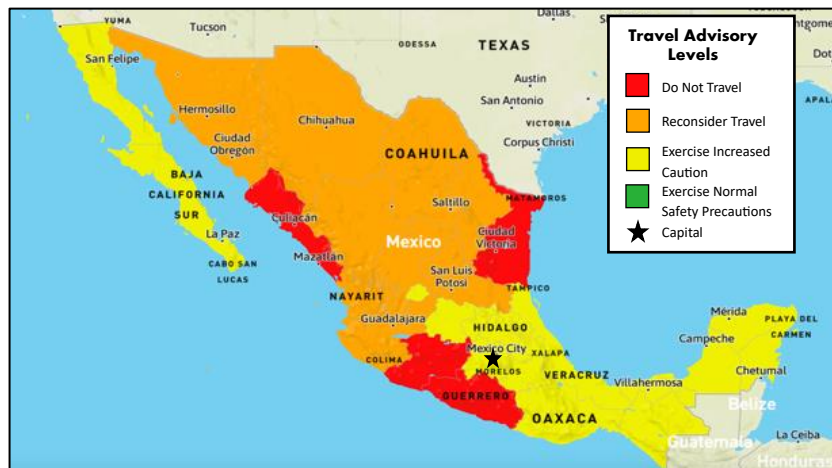 YUMA
Tucson
Dallas
ODESSA
TEXAS
San Felipe
Austin
San Antonio
Hermosillo
Chihuahua
VICTORIA
Corpus Christi
Ciudad
Obregón
COAHUILA
BAJA
CALIFORNIA
SUR
MATAMOROS
Saltillo
Culiacán
La Paz
Ciudad
Victoria
Mexico
Mazatlán
CABO SAN
LUCAS
San Luis
Potosí
TAMPICO
NAYARIT
Mérida
Guadalajara
HIDALGO
PLAYA DEL
CARMEN
Campeche
Mexico City
XALAPA
COLIMA
MORELOS
VERACRUZ
Chetumal
Villahermosa
GUERRERO
Belize
OAXACA
La Ceiba
Guatemala
Travel Advisory
Levels
Do Not Travel
Reconsider Travel
Exercise Increased
Caution
Exercise Normal
Safety Precautions
Capital